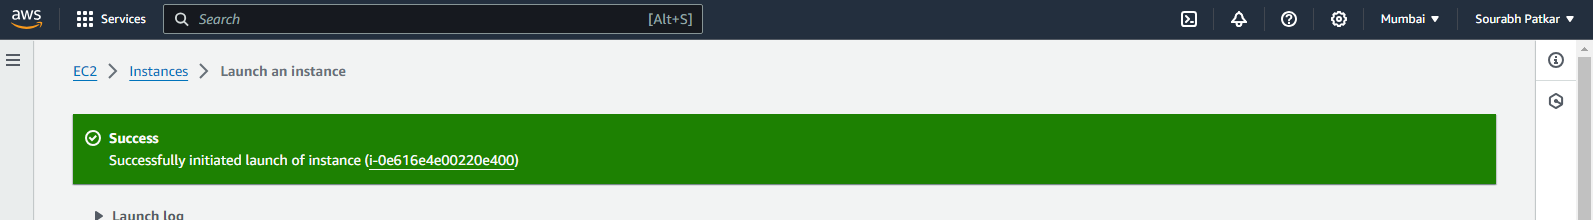 aws Services Search [Alt+S] Mumbai Sourabh Patkar
EC2 Instances Launch an instance
Success
Successfully initiated launch of instance (i-0e616e4e00220e400)
Launch log